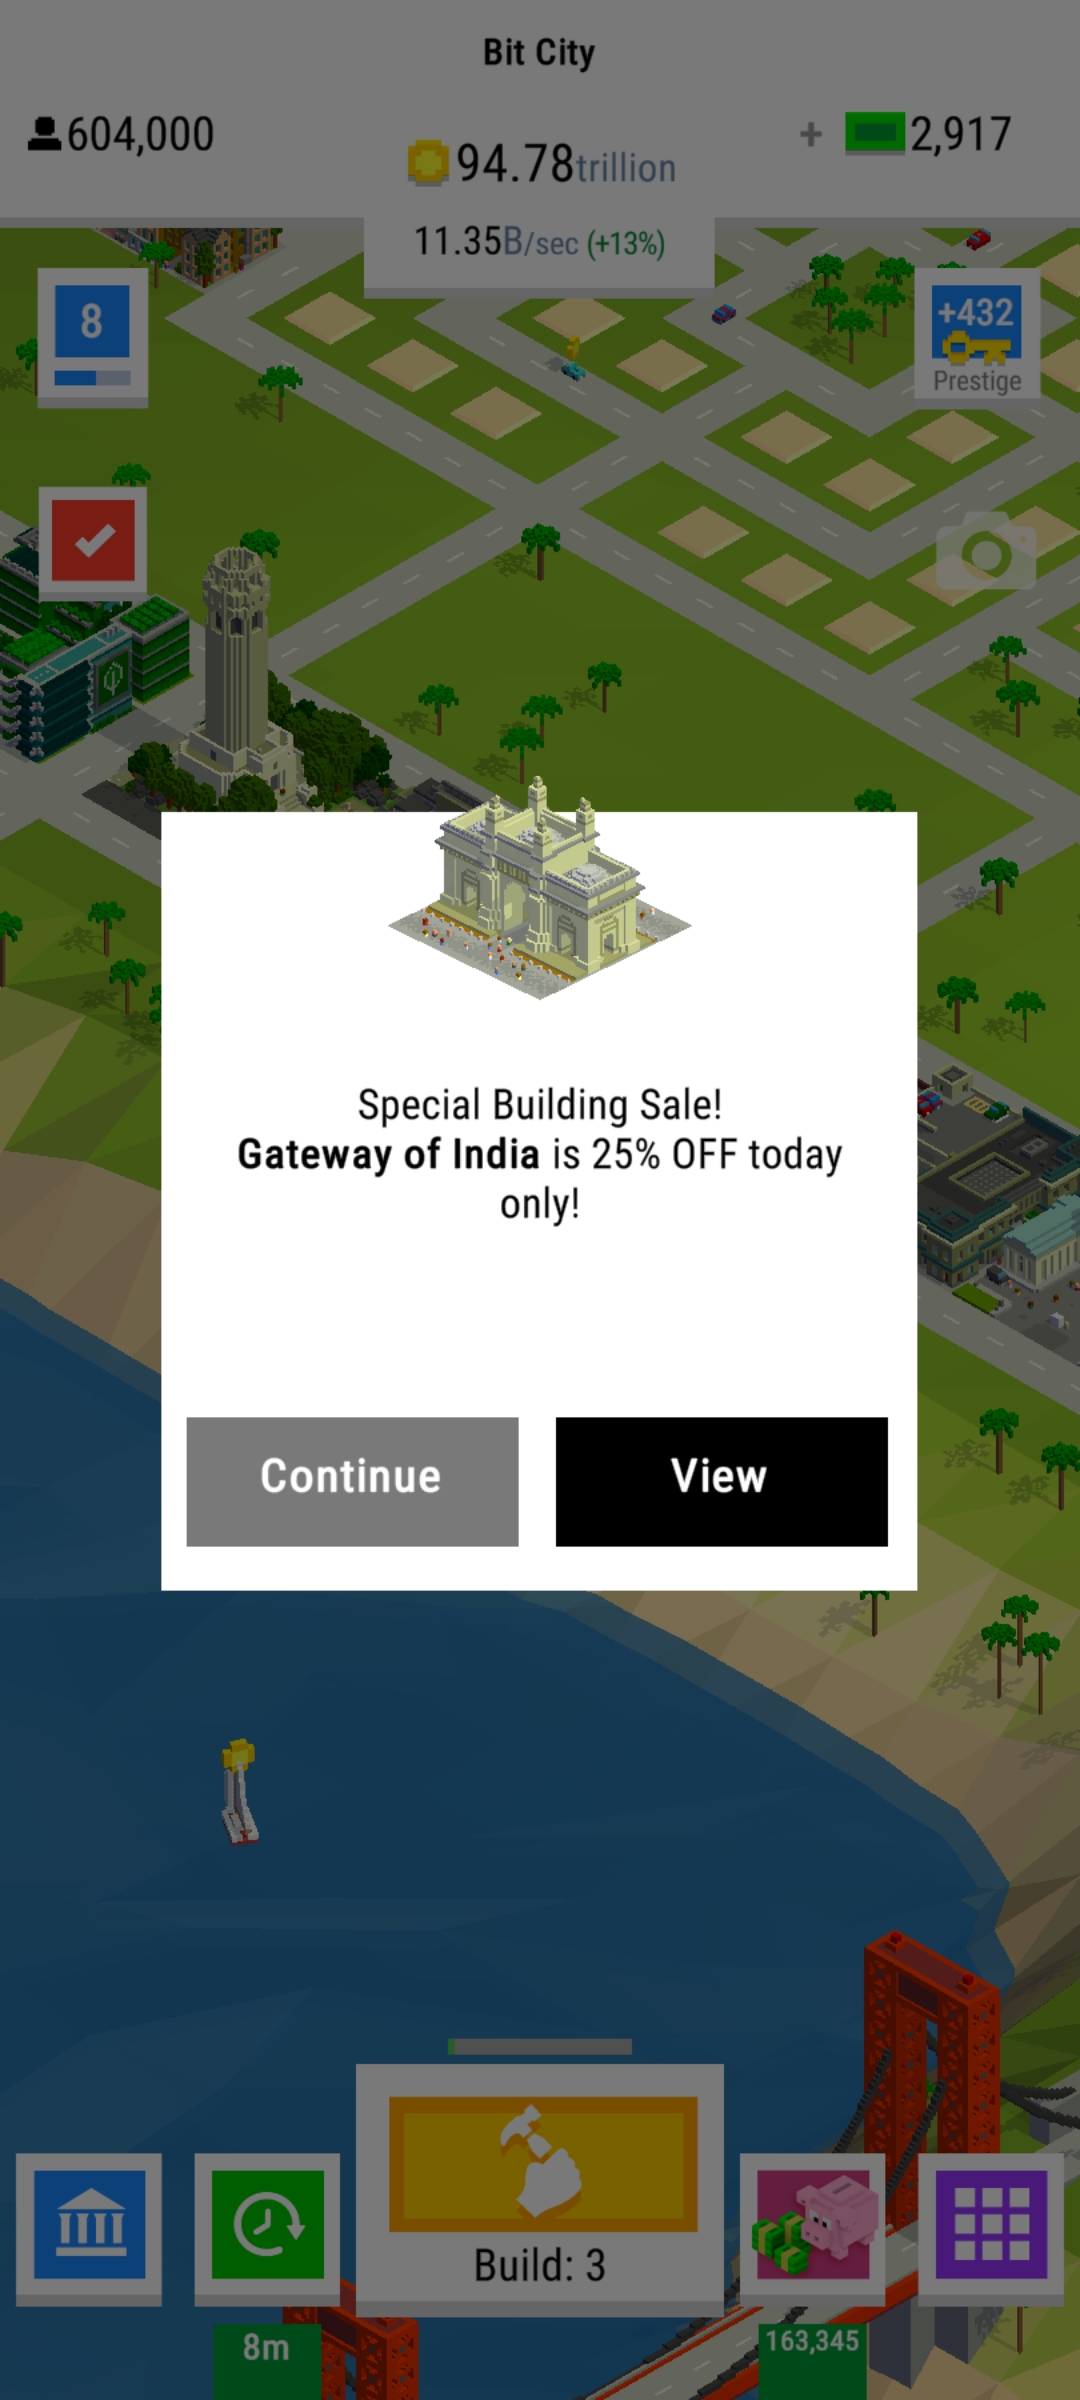 Bit City
604,000
94.78trillion
+ 2,917
11.35B/sec (+13%)
8
+432
Prestige
Special Building Sale!
Gateway of India is 25% OFF today
only!
Continue
View
Build: 3
8m
163,345